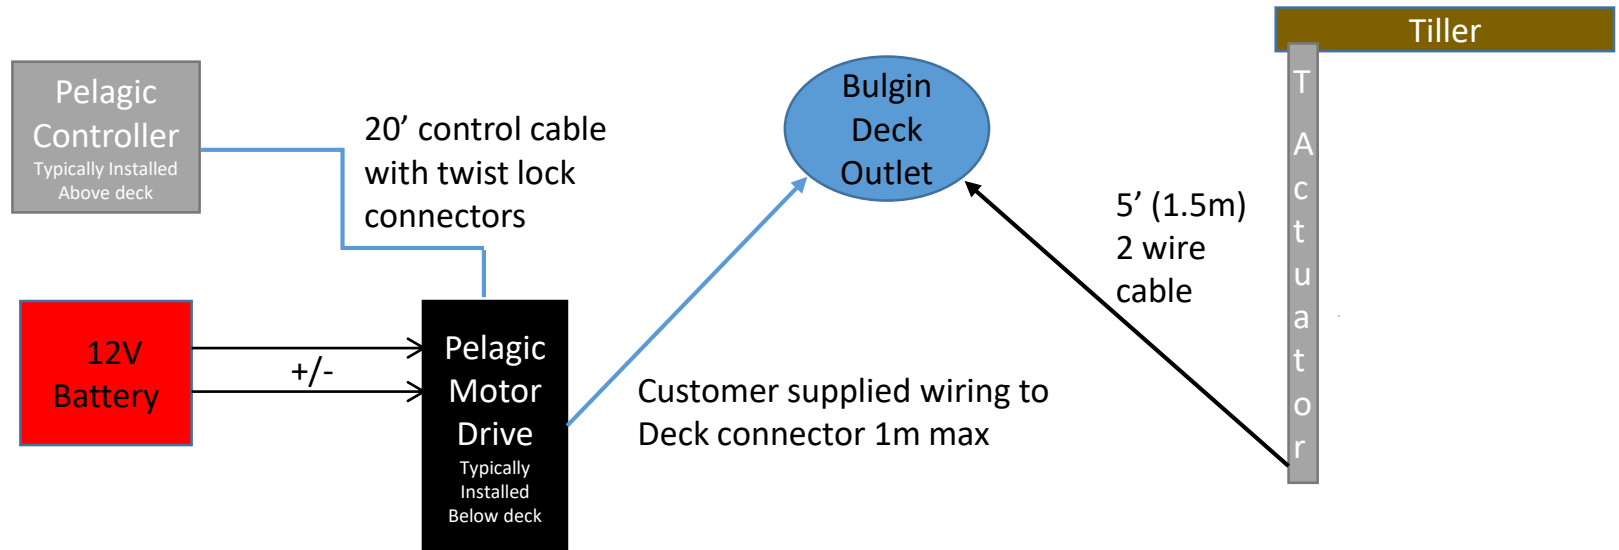 Pelagic
Controller
Typically Installed
Above deck
20’ control cable
with twist lock
connectors
12V
Battery
+/-
Pelagic
Motor
Drive
Typically
Installed
Below deck
Bulgin
Deck
Outlet
Customer supplied wiring to
Deck connector 1m max
5’ (1.5m)
2 wire
cable
Tiller
T
A
c
t
u
a
t
o
r